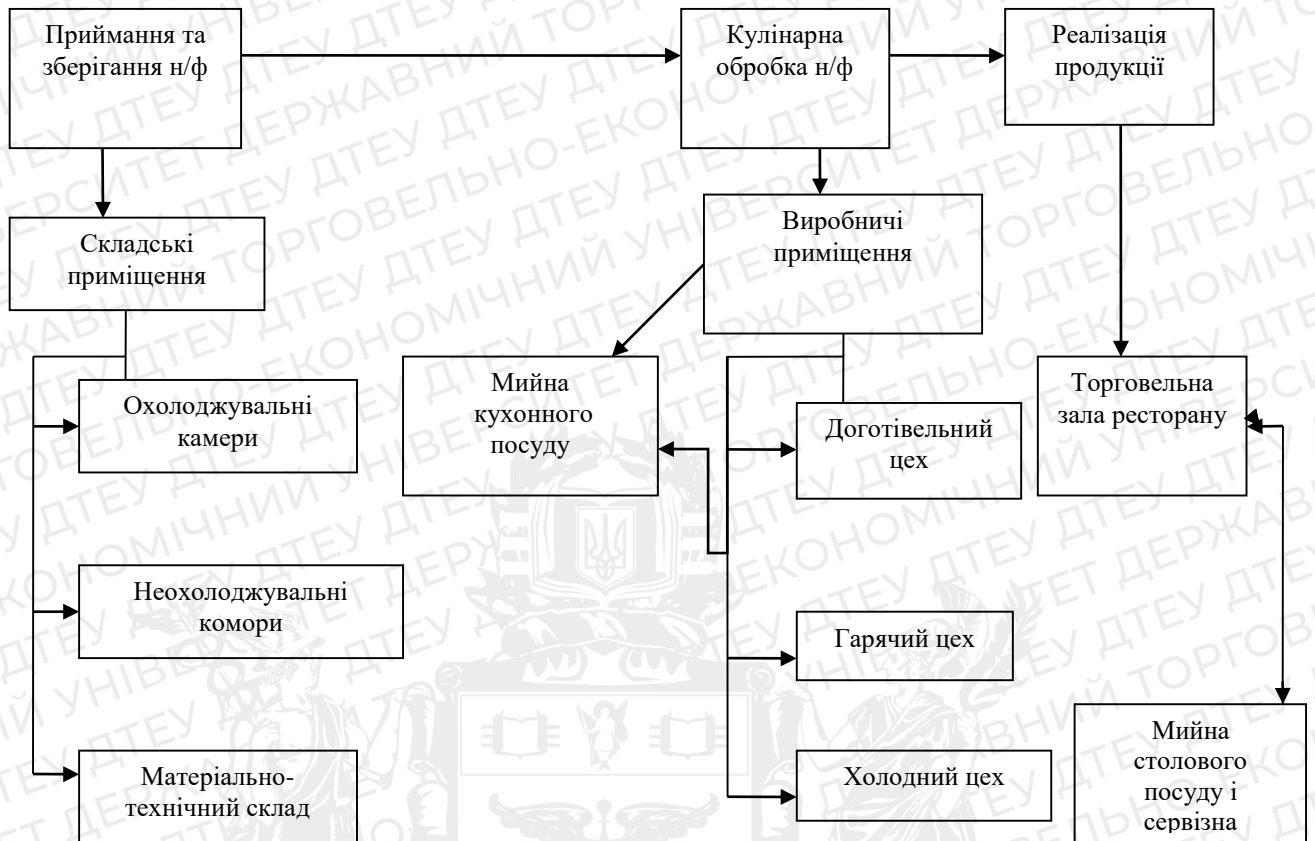 Приймання та
зберігання н/ф
Кулінарна
обробка н/ф
Реалізація
продукції
Складські
приміщення
Виробничі
приміщення
Охолоджувальні
камери
Мийна
кухонного
посуду
Доготівельний
цех
Торговельна
зала ресторану
Неохолоджувальні
комори
Гарячий цех
Матеріально-
технічний склад
Холодний цех
Мийна
столового
посуду і
сервізна